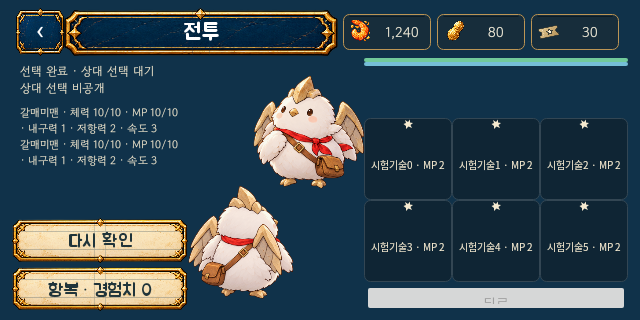 전투
1,240
80
30
선택 완료 · 상대 선택 대기
상대 선택 비공개
갈매미맨 · 체력 10/10 · MP 10/10
· 내구력 1 · 저항력 2 · 속도 3
갈매미맨 · 체력 10/10 · MP 10/10
· 내구력 1 · 저항력 2 · 속도 3
시험기술0 · MP 2
시험기술1 · MP 2
시험기술2 · MP 2
시험기술3 · MP 2
시험기술4 · MP 2
시험기술5 · MP 2
다시 확인
항복 · 경험치 0